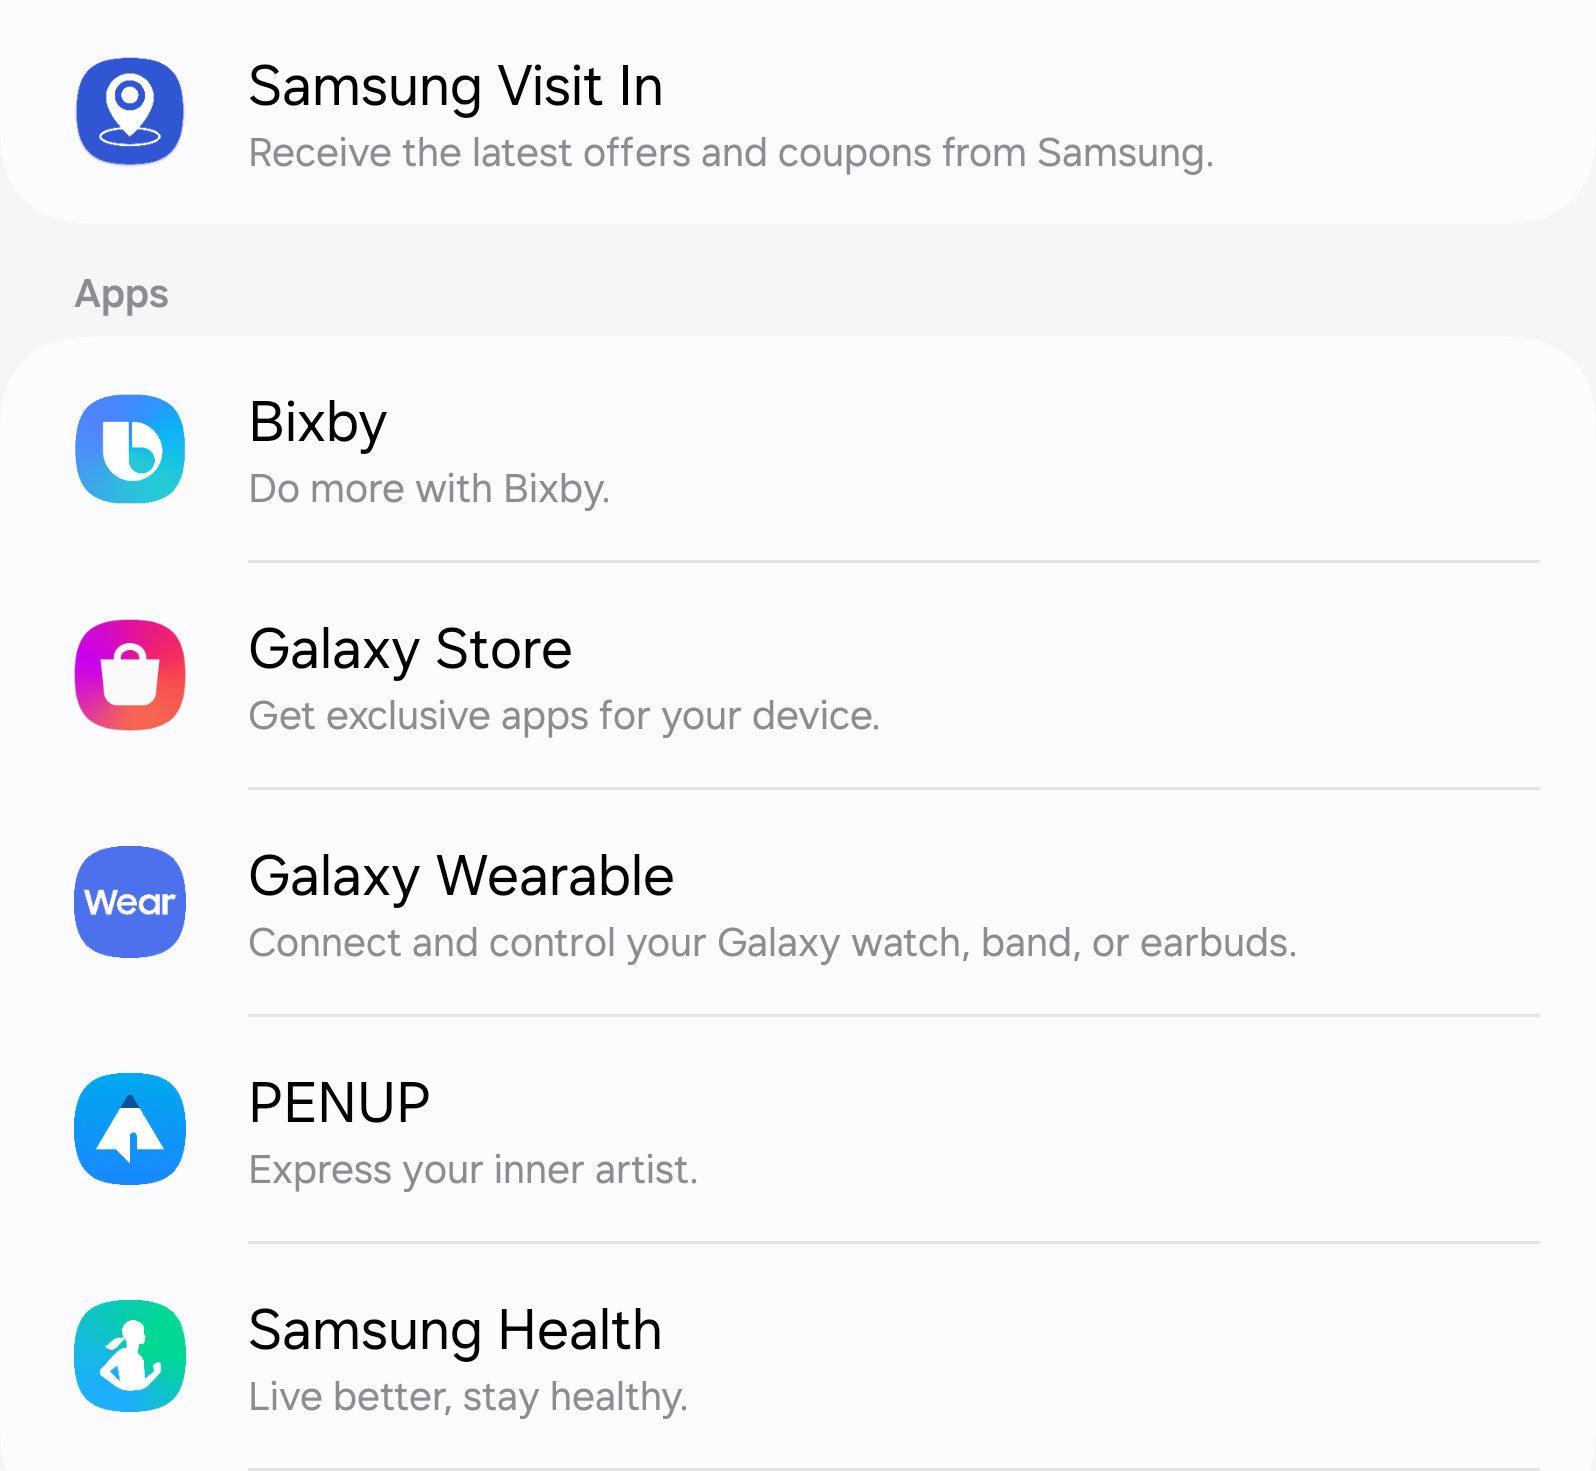 Samsung Visit In
Receive the latest offers and coupons from Samsung.
Apps
Bixby
Do more with Bixby.
Galaxy Store
Get exclusive apps for your device.
Wear
Galaxy Wearable
Connect and control your Galaxy watch, band, or earbuds.
PENUP
Express your inner artist.
Samsung Health
Live better, stay healthy.